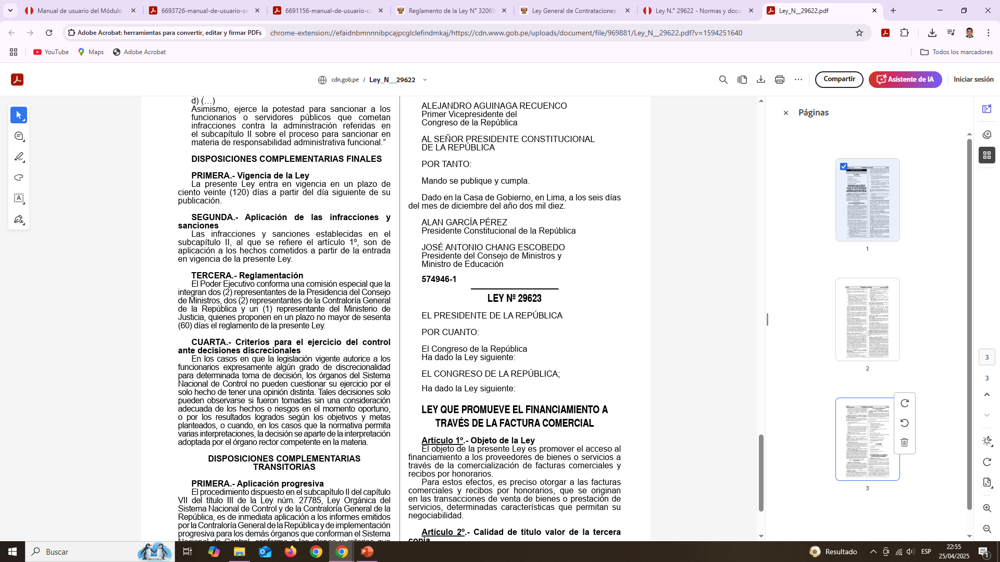 Manual de usuario del Módulo
6693726-manual-de-usuario-se
6691156-manual-de-usuario-co
Reglamento de la Ley N° 32069
Ley General de Contrataciones
Ley N.° 29622 - Normas y docu
Ley_N__29622.pdf
Adobe Acrobat: herramientas para convertir, editar y firmar PDFs
chrome-extension://efaidnbmnnnibpcajpcglclefindmkaj/https://cdn.www.gob.pe/uploads/document/file/969881/Ley_N__29622.pdf?v=1594251640
YouTube
Maps
Adobe Acrobat
Todos los marcadores
cdn.gob.pe / Ley_N__29622
Compartir
Asistente de IA
Iniciar sesión
d) (…)
Asimismo, ejerce la potestad para sancionar a los
funcionarios o servidores públicos que cometan
infracciones contra la administración referidas en
el subcapítulo II sobre el proceso para sancionar en
materia de responsabilidad administrativa funcional.”
DISPOSICIONES COMPLEMENTARIAS FINALES
PRIMERA.- Vigencia de la Ley
La presente Ley entra en vigencia en un plazo de
ciento veinte (120) días a partir del día siguiente de su
publicación.
SEGUNDA.- Aplicación de las infracciones y
sanciones
Las infracciones y sanciones establecidas en el
subcapítulo II, al que se refiere el artículo 1º, son de
aplicación a los hechos cometidos a partir de la entrada
en vigencia de la presente Ley.
TERCERA.- Reglamentación
El Poder Ejecutivo conforma una comisión especial que la
integran dos (2) representantes de la Presidencia del Consejo
de Ministros, dos (2) representantes de la Contraloría General
de la República y un (1) representante del Ministerio de
Justicia, quienes proponen en un plazo no mayor de sesenta
(60) días el reglamento de la presente Ley.
CUARTA.- Criterios para el ejercicio del control
ante decisiones discrecionales
En los casos en que la legislación vigente autorice a los
funcionarios expresamente algún grado de discrecionalidad
para determinada toma de decisión, los órganos del Sistema
Nacional de Control no pueden cuestionar su ejercicio por el
solo hecho de tener una opinión distinta. Tales decisiones solo
pueden observarse si fueron tomadas sin una consideración
adecuada de los hechos o riesgos en el momento oportuno,
o por los resultados logrados según los objetivos y metas
planteados, o cuando, en los casos que la normativa permita
varias interpretaciones, la decisión se aparte de la interpretación
adoptada por el órgano rector competente en la materia.
DISPOSICIONES COMPLEMENTARIAS
TRANSITORIAS
PRIMERA.- Aplicación progresiva
El procedimiento dispuesto en el subcapítulo II del capítulo
VII del título III de la Ley núm. 27785, Ley Orgánica del
Sistema Nacional de Control y de la Contraloría General de la
República, es de inmediata aplicación a los informes emitidos
por la Contraloría General de la República y de implementación
progresiva para los demás órganos que conforman el Sistema
Nacional de Control, conforme a las etapas y criterios que
ALEJANDRO AGUINAGA RECUENCO
Primer Vicepresidente del
Congreso de la República
AL SEÑOR PRESIDENTE CONSTITUCIONAL
DE LA REPÚBLICA
POR TANTO:
Mando se publique y cumpla.
Dado en la Casa de Gobierno, en Lima, a los seis días
del mes de diciembre del año dos mil diez.
ALAN GARCÍA PÉREZ
Presidente Constitucional de la República
JOSÉ ANTONIO CHANG ESCOBEDO
Presidente del Consejo de Ministros y
Ministro de Educación
574946-1
LEY Nº 29623
EL PRESIDENTE DE LA REPÚBLICA
POR CUANTO:
El Congreso de la República
Ha dado la Ley siguiente:
EL CONGRESO DE LA REPÚBLICA;
Ha dado la Ley siguiente:
LEY QUE PROMUEVE EL FINANCIAMIENTO A
TRAVÉS DE LA FACTURA COMERCIAL
Artículo 1º.- Objeto de la Ley
El objeto de la presente Ley es promover el acceso al
financiamiento a los proveedores de bienes o servicios a
través de la comercialización de facturas comerciales y
recibos por honorarios.
Para estos efectos, es preciso otorgar a las facturas
comerciales y recibos por honorarios, que se originan
en las transacciones de venta de bienes o prestación de
servicios, determinadas características que permitan su
negociabilidad.
Artículo 2º.- Calidad de título valor de la tercera
copia
Páginas
1
2
3
3
3
Buscar
Resultado
ESP
22:55
25/04/2025
1